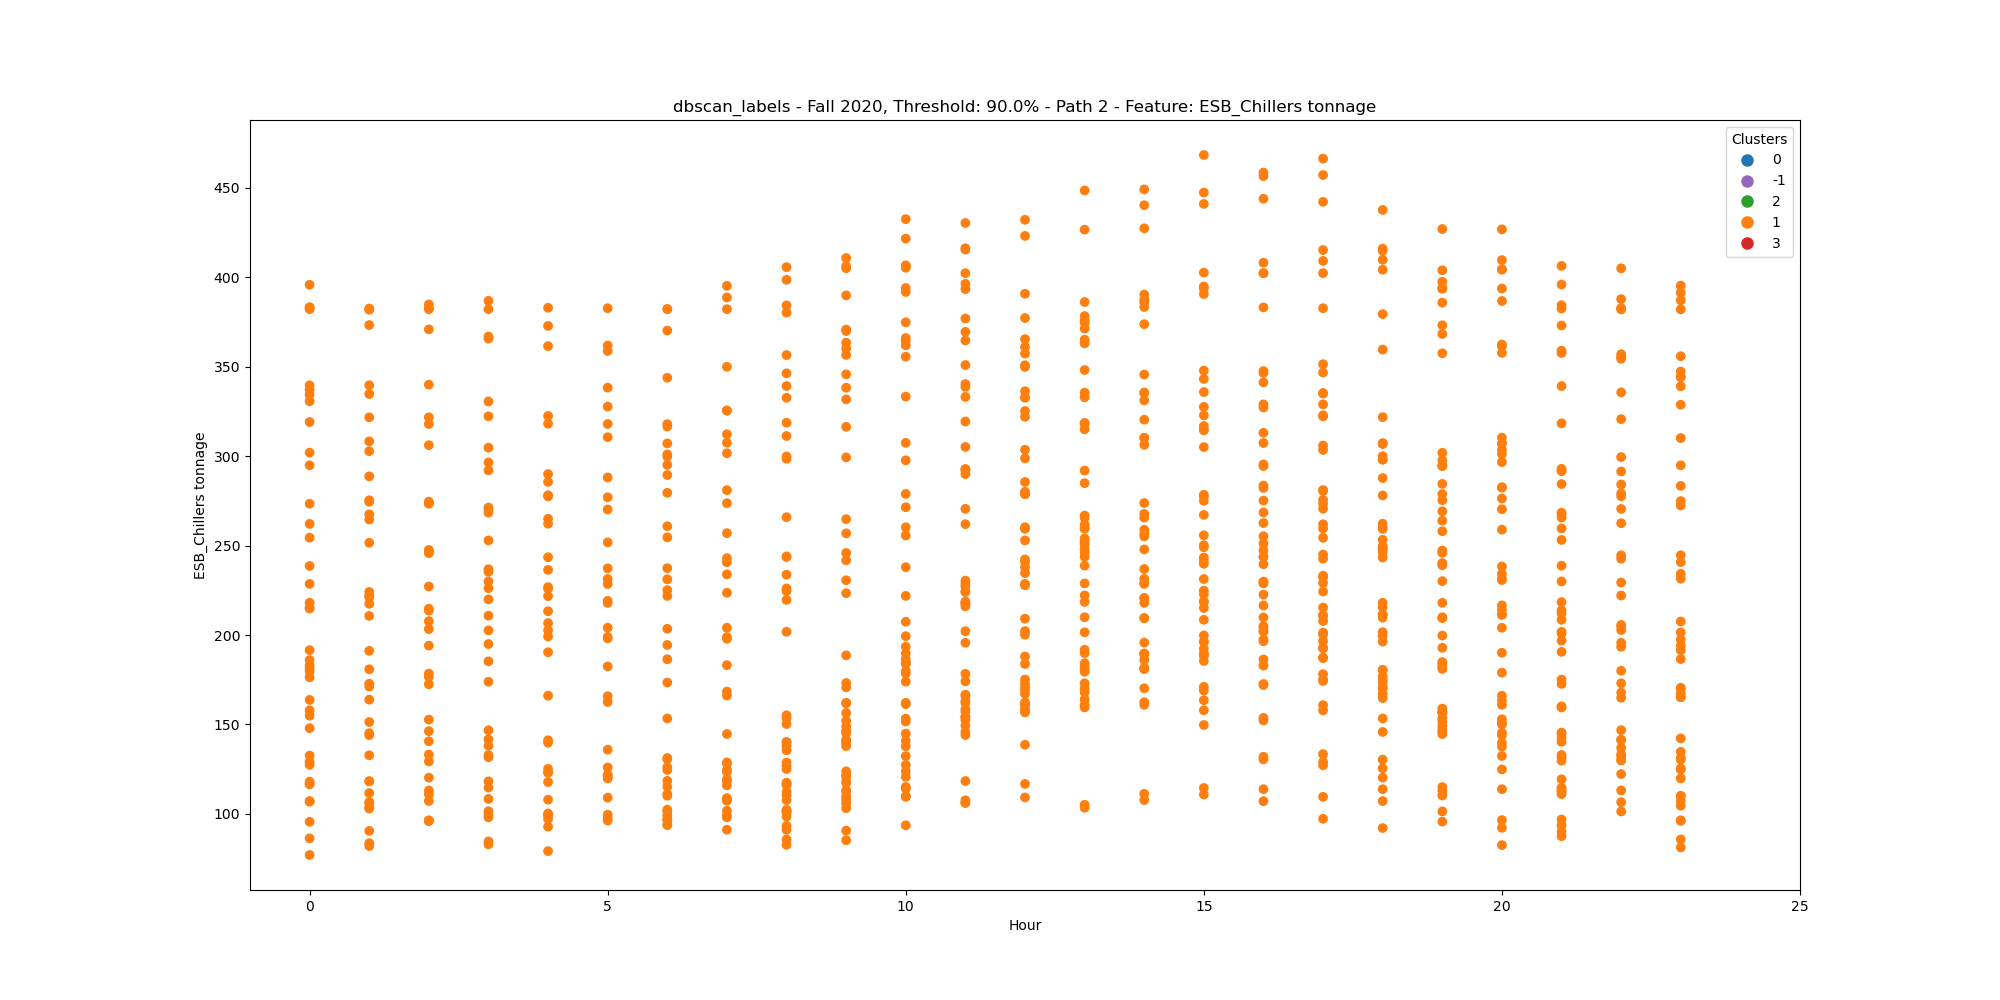 dbscan_labels - Fall 2020, Threshold: 90.0% - Path 2 - Feature: ESB_Chillers tonnage
Clusters
0
-1
2
1
3
450
400
350
300
250
200
150
100
ESB_Chillers tonnage
0 5 10 15 20 25
Hour